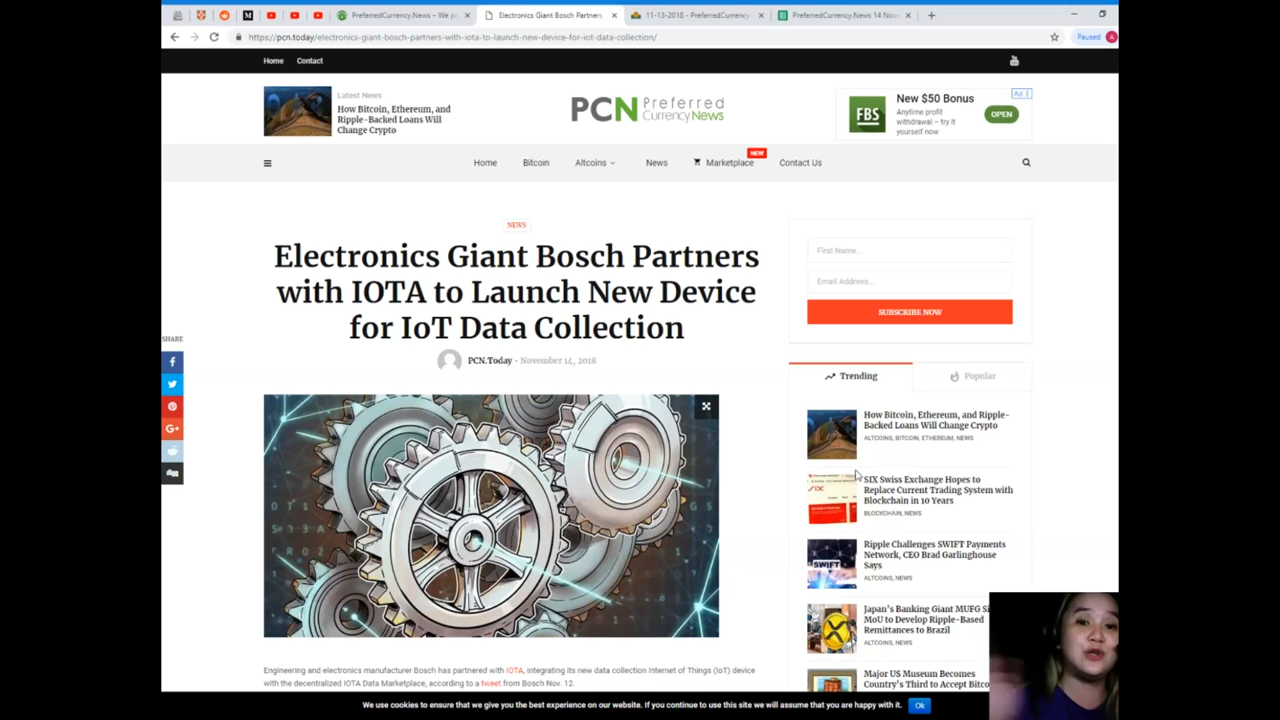 PreferredCurrency.News – We pr
Electronics Giant Bosch Partners
11-13-2018 - PreferredCurrency
PreferredCurrency.News 14 Nov
https://pcn.today/electronics-giant-bosch-partners-with-iota-to-launch-new-device-for-iot-data-collection/
Paused
A
Home Contact
Latest News
How Bitcoin, Ethereum, and
Ripple-Backed Loans Will
Change Crypto
PCN Preferred
Currency News
Ad
New $50 Bonus
FBS
Anytime profit
withdrawal – try it
yourself now
OPEN
NEW
Home Bitcoin Altcoins News Marketplace Contact Us
NEWS
Electronics Giant Bosch Partners
with IOTA to Launch New Device
for IoT Data Collection
PCN.Today - November 14, 2018
SHARE
First Name...
Email Address...
SUBSCRIBE NOW
Trending Popular
How Bitcoin, Ethereum, and Ripple-
Backed Loans Will Change Crypto
ALTCOINS, BITCOIN, ETHEREUM, NEWS
SIX Swiss Exchange Hopes to
Replace Current Trading System with
Blockchain in 10 Years
BLOCKCHAIN, NEWS
SWIFT
Ripple Challenges SWIFT Payments
Network, CEO Brad Garlinghouse
Says
ALTCOINS, NEWS
Japan's Banking Giant MUFG Si
MoU to Develop Ripple-Based
Remittances to Brazil
ALTCOINS, NEWS
Major US Museum Becomes
Country's Third to Accept Bitco
Engineering and electronics manufacturer Bosch has partnered with IOTA, integrating its new data collection Internet of Things (IoT) device
with the decentralized IOTA Data Marketplace, according to a tweet from Bosch Nov. 12.
We use cookies to ensure that we give you the best experience on our website. If you continue to use this site we will assume that you are happy with it. Ok